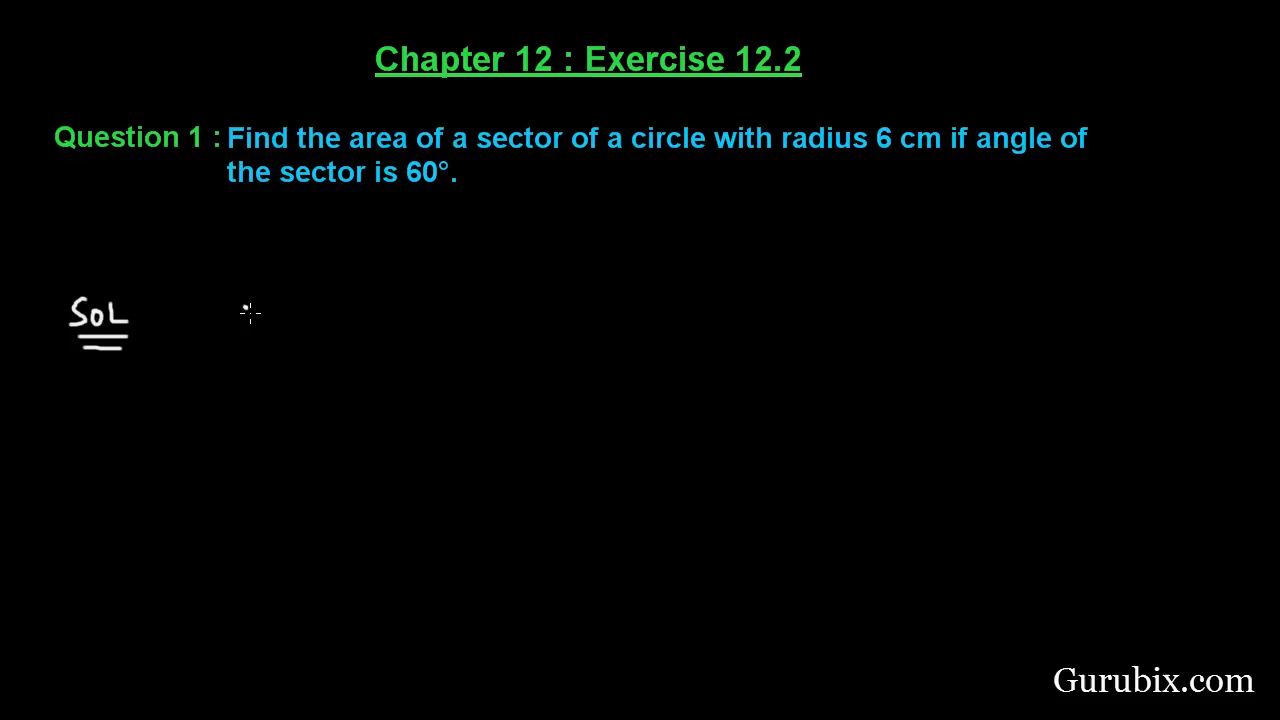 Chapter 12 : Exercise 12.2
Question 1 : Find the area of a sector of a circle with radius 6 cm if angle of
the sector is 60°.
SOL
Gurubix.com